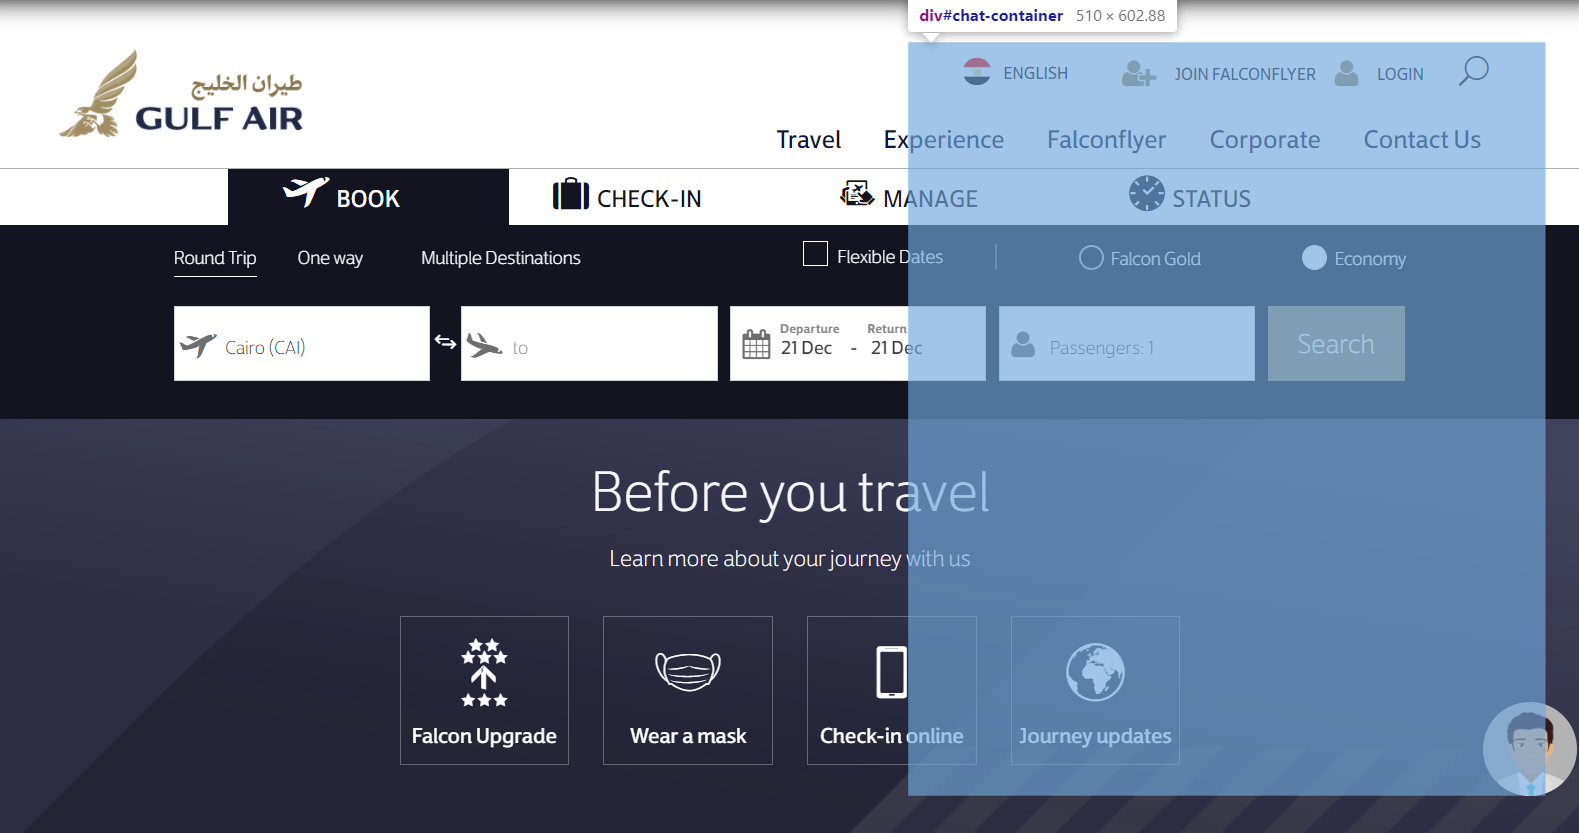 div#chat-container 510 × 602.88
طيران الخليج
GULF AIR
ENGLISH JOIN FALCONFLYER LOGIN
Travel Experience Falconflyer Corporate Contact Us
BOOK CHECK-IN MANAGE STATUS
Round Trip One way Multiple Destinations Flexible Dates Falcon Gold Economy
Departure Return
Cairo (CAI) to 21 Dec - 21 Dec Passengers: 1 Search
Before you travel
Learn more about your journey with us
Falcon Upgrade Wear a mask Check-in online Journey updates